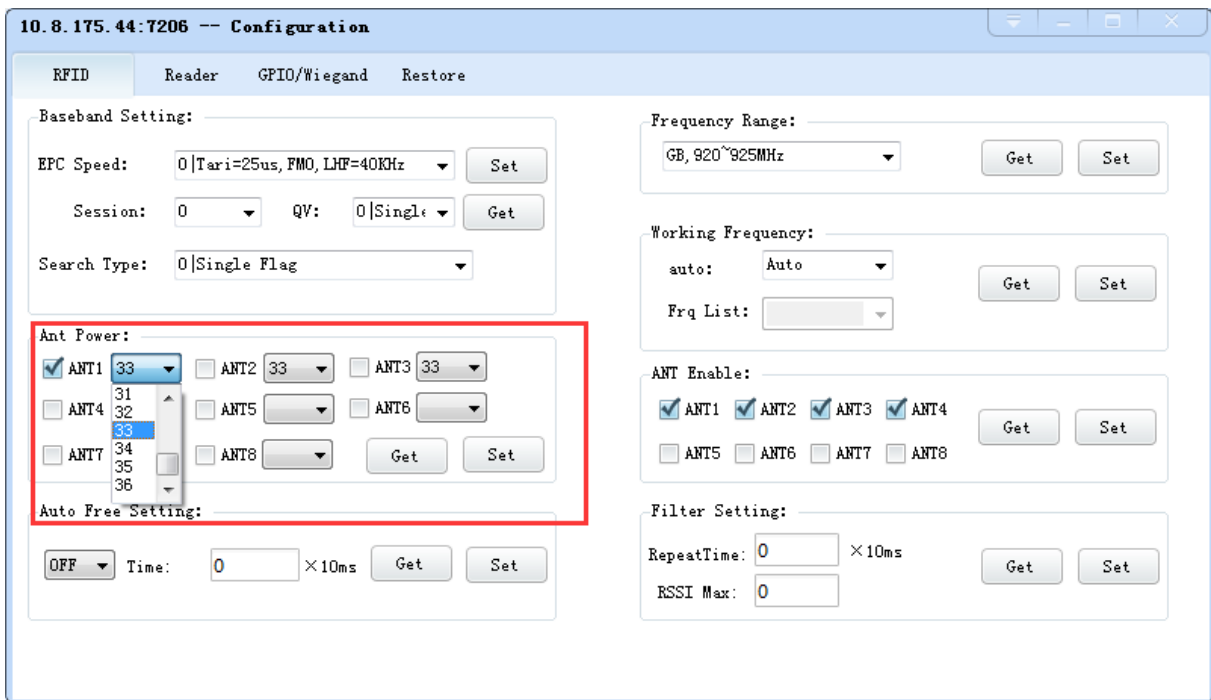 10.8.175.44:7206 -- Configuration
RFID Reader GPIO/Wiegand Restore
Baseband Setting:
EPC Speed: 0|Tari=25us, FM0, LHF=40KHz Set
Session: 0 QV: 0|Single Get
Search Type: 0|Single Flag
Frequency Range:
GB, 920~925MHz Get Set
Working Frequency:
auto: Auto Get Set
Frq List:
Ant Power:
ANT1 33 ANT2 33 ANT3 33
31
ANT4 32 ANT5 ANT6
33
ANT7 34 ANT8 Get Set
35
36
ANT Enable:
ANT1 ANT2 ANT3 ANT4 Get Set
ANT5 ANT6 ANT7 ANT8
Auto Free Setting:
OFF Time: 0 ×10ms Get Set
Filter Setting:
RepeatTime: 0 ×10ms Get Set
RSSI Max: 0